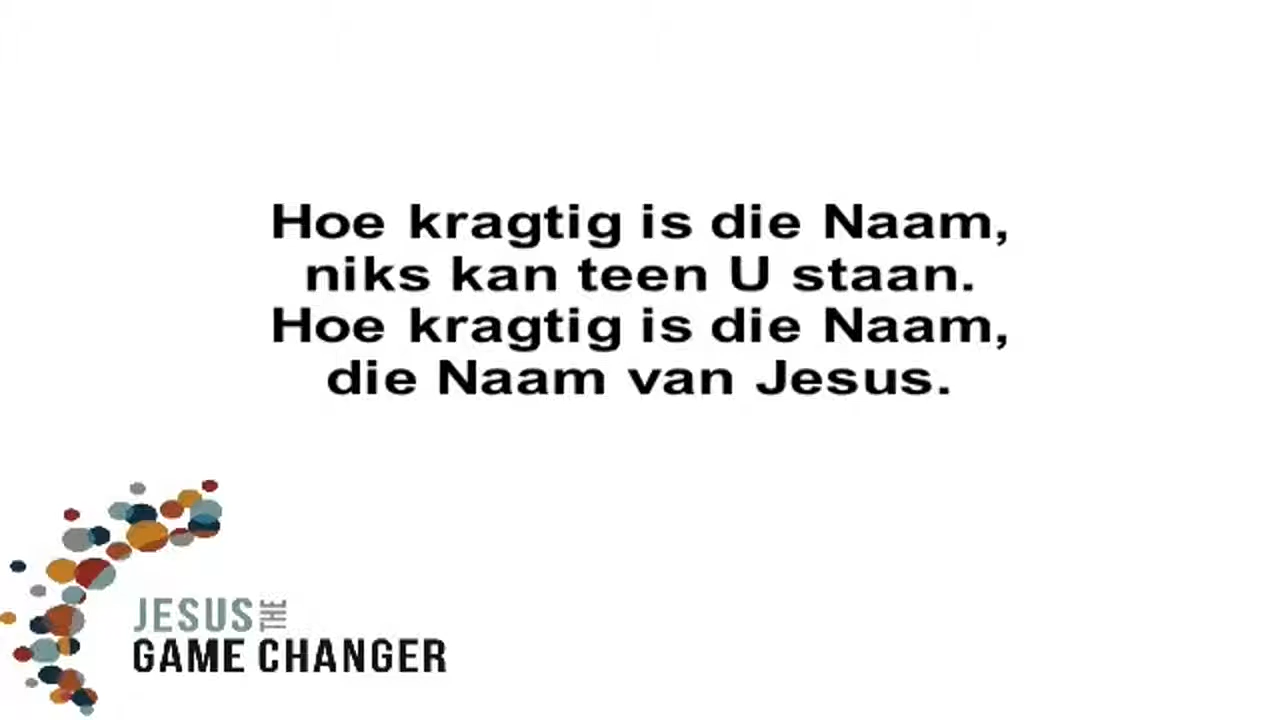 Hoe kragtig is die Naam,
niks kan teen U staan.
Hoe kragtig is die Naam,
die Naam van Jesus.
JESUS THE
GAME CHANGER